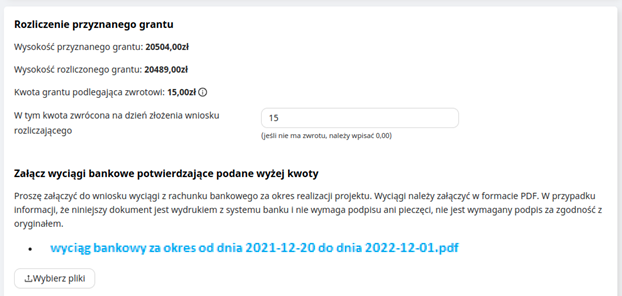 Rozliczenie przyznanego grantu
Wysokość przyznanego grantu: 20504,00zł
Wysokość rozliczonego grantu: 20489,00zł
Kwota grantu podlegająca zwrotowi: 15,00zł
W tym kwota zwrócona na dzień złożenia wniosku
rozliczającego
15
(jeśli nie ma zwrotu, należy wpisać 0,00)
Załącz wyciągi bankowe potwierdzające podane wyżej kwoty
Proszę załączyć do wniosku wyciągi z rachunku bankowego za okres realizacji projektu. Wyciągi należy załączyć w formacie PDF. W przypadku
informacji, że niniejszy dokument jest wydrukiem z systemu banku i nie wymaga podpisu ani pieczęci, nie jest wymagany podpis za zgodność z
oryginałem.
• wyciąg bankowy za okres od dnia 2021-12-20 do dnia 2022-12-01.pdf
Wybierz pliki